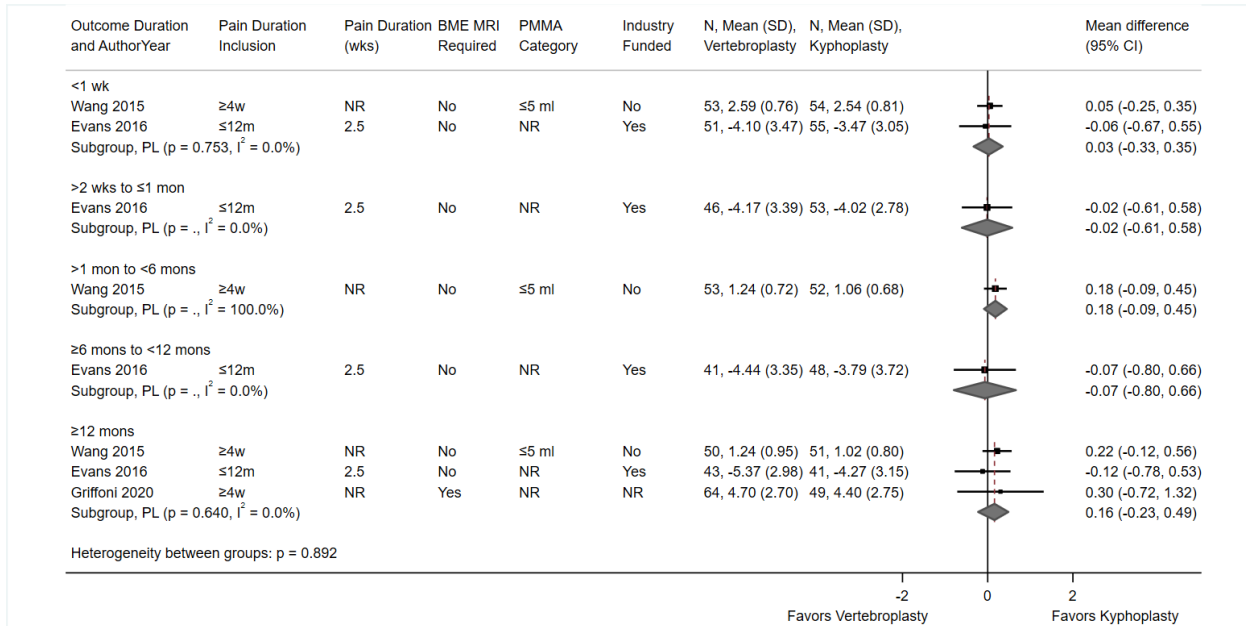 Outcome Duration and AuthorYear Pain Duration Inclusion Pain Duration (wks) BME MRI Required PMMA Category Industry Funded N, Mean (SD), Vertebroplasty N, Mean (SD), Kyphoplasty Mean difference (95% CI)
<1 wk
Wang 2015 ≥4w NR No ≤5 ml No 53, 2.59 (0.76) 54, 2.54 (0.81) 0.05 (-0.25, 0.35)
Evans 2016 ≤12m 2.5 No NR Yes 51, -4.10 (3.47) 55, -3.47 (3.05) -0.06 (-0.67, 0.55)
Subgroup, PL (p = 0.753, I² = 0.0%) 0.03 (-0.33, 0.35)
>2 wks to ≤1 mon
Evans 2016 ≤12m 2.5 No NR Yes 46, -4.17 (3.39) 53, -4.02 (2.78) -0.02 (-0.61, 0.58)
Subgroup, PL (p = ., I² = 0.0%) -0.02 (-0.61, 0.58)
>1 mon to <6 mons
Wang 2015 ≥4w NR No ≤5 ml No 53, 1.24 (0.72) 52, 1.06 (0.68) 0.18 (-0.09, 0.45)
Subgroup, PL (p = ., I² = 100.0%) 0.18 (-0.09, 0.45)
≥6 mons to <12 mons
Evans 2016 ≤12m 2.5 No NR Yes 41, -4.44 (3.35) 48, -3.79 (3.72) -0.07 (-0.80, 0.66)
Subgroup, PL (p = ., I² = 0.0%) -0.07 (-0.80, 0.66)
≥12 mons
Wang 2015 ≥4w NR No ≤5 ml No 50, 1.24 (0.95) 51, 1.02 (0.80) 0.22 (-0.12, 0.56)
Evans 2016 ≤12m 2.5 No NR Yes 43, -5.37 (2.98) 41, -4.27 (3.15) -0.12 (-0.78, 0.53)
Griffoni 2020 ≥4w NR Yes NR NR 64, 4.70 (2.70) 49, 4.40 (2.75) 0.30 (-0.72, 1.32)
Subgroup, PL (p = 0.640, I² = 0.0%) 0.16 (-0.23, 0.49)
Heterogeneity between groups: p = 0.892
-2 0 2
Favors Vertebroplasty Favors Kyphoplasty